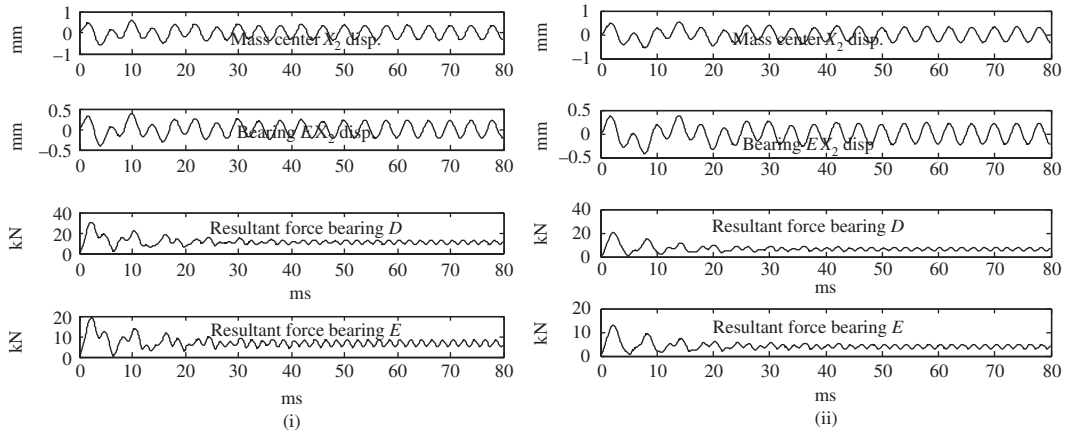 mm
1
0
−1
Mass center X2 disp.
0 10 20 30 40 50 60 70 80
mm
0.5
0
−0.5
Bearing EX2 disp.
0 10 20 30 40 50 60 70 80
kN
40
20
0
Resultant force bearing D
0 10 20 30 40 50 60 70 80
ms
kN
20
10
0
Resultant force bearing E
0 10 20 30 40 50 60 70 80
ms
(i)
mm
1
0
−1
Mass center X2 disp.
0 10 20 30 40 50 60 70 80
mm
0.5
0
−0.5
Bearing EX2 disp
0 10 20 30 40 50 60 70 80
kN
40
20
0
Resultant force bearing D
0 10 20 30 40 50 60 70 80
ms
kN
20
10
0
Resultant force bearing E
0 10 20 30 40 50 60 70 80
ms
(ii)